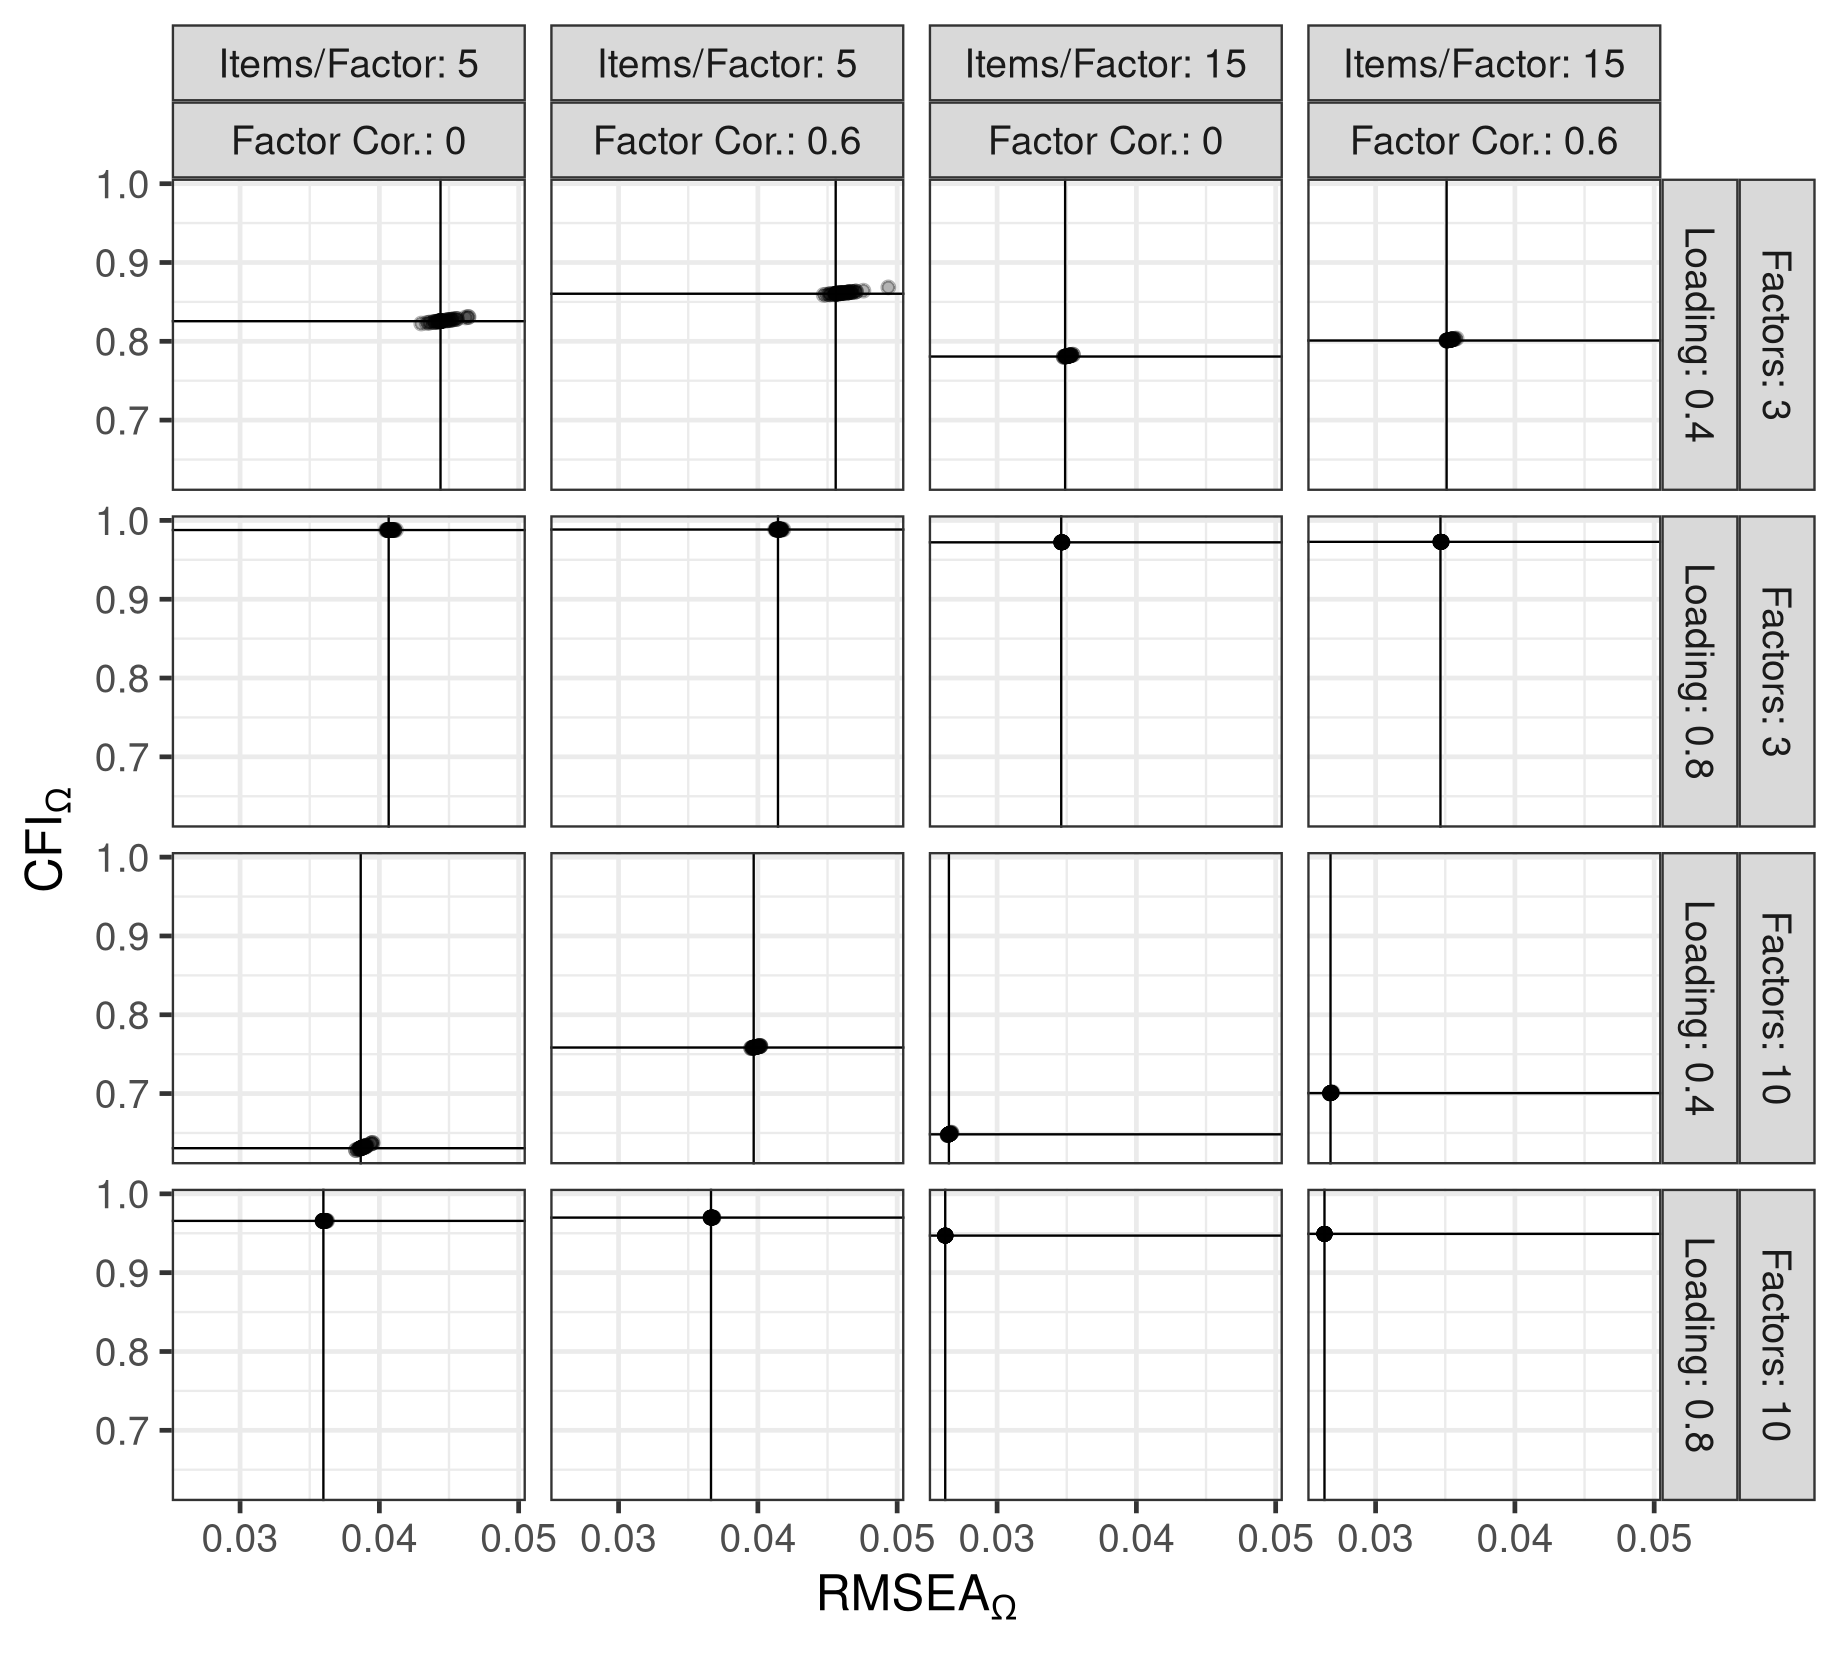 Items/Factor: 5
Items/Factor: 5
Items/Factor: 15
Items/Factor: 15
Factor Cor.: 0
Factor Cor.: 0.6
Factor Cor.: 0
Factor Cor.: 0.6
1.0
0.9
0.8
0.7
Loading: 0.4
Factors: 3
1.0
0.9
0.8
0.7
Loading: 0.8
Factors: 3
CFIΩ
1.0
0.9
0.8
0.7
Loading: 0.4
Factors: 10
1.0
0.9
0.8
0.7
Loading: 0.8
Factors: 10
0.03 0.04 0.05
0.03 0.04 0.05
0.03 0.04 0.05
0.03 0.04 0.05
RMSEAΩ